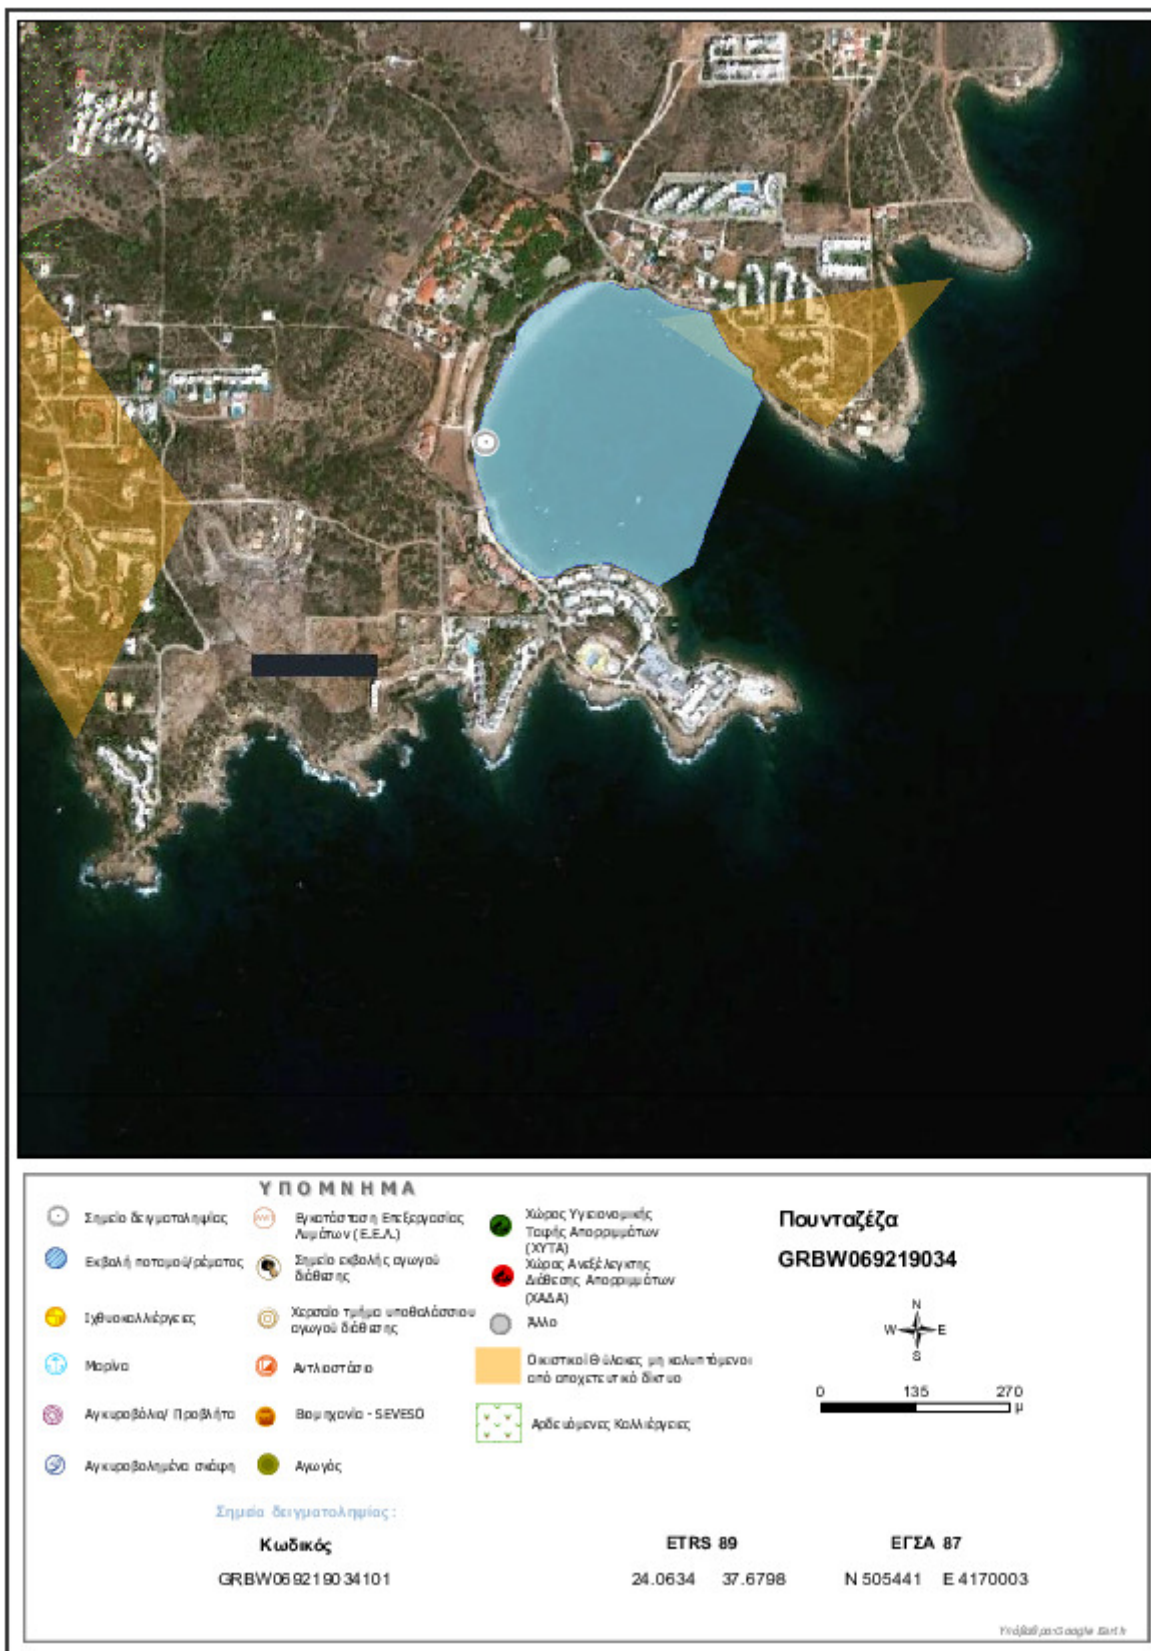 ΥΠΟΜΝΗΜΑ
Σημείο δειγματοληψίας
Εκβολή ποταμού/ρέματος
Ιχθυοκαλλιέργειες
Μαρίνα
Αγκυροβόλιο/ Προβλήτα
Αγκυροβολημένα σκάφη
Εγκατάσταση Επεξεργασίας
Λυμάτων (Ε.Ε.Λ.)
Σημείο εκβολής αγωγού
διάθεσης
Χερσαίο τμήμα υποθαλάσσιου
αγωγού διάθεσης
Αντλιοστάσιο
Βιομηχανία - SEVESO
Αγωγός
Χώρος Υγειονομικής
Ταφής Απορριμμάτων
(ΧΥΤΑ)
Χώρος Ανεξέλεγκτης
Διάθεσης Απορριμμάτων
(ΧΑΔΑ)
Άλλο
Οικιστικοί Θύλακες μη καλυπτόμενοι
από αποχετευτικό δίκτυο
Αρδευόμενες Καλλιέργειες
Πουνταζέζα
GRBW069219034
N
W E
S
0 135 270
μ
Σημεία δειγματοληψίας :
Κωδικός ETRS 89 ΕΓΣΑ 87
GRBW069219034101 24.0634 37.6798 N 505441 E 4170003
Υπόβαθρο:Google Earth